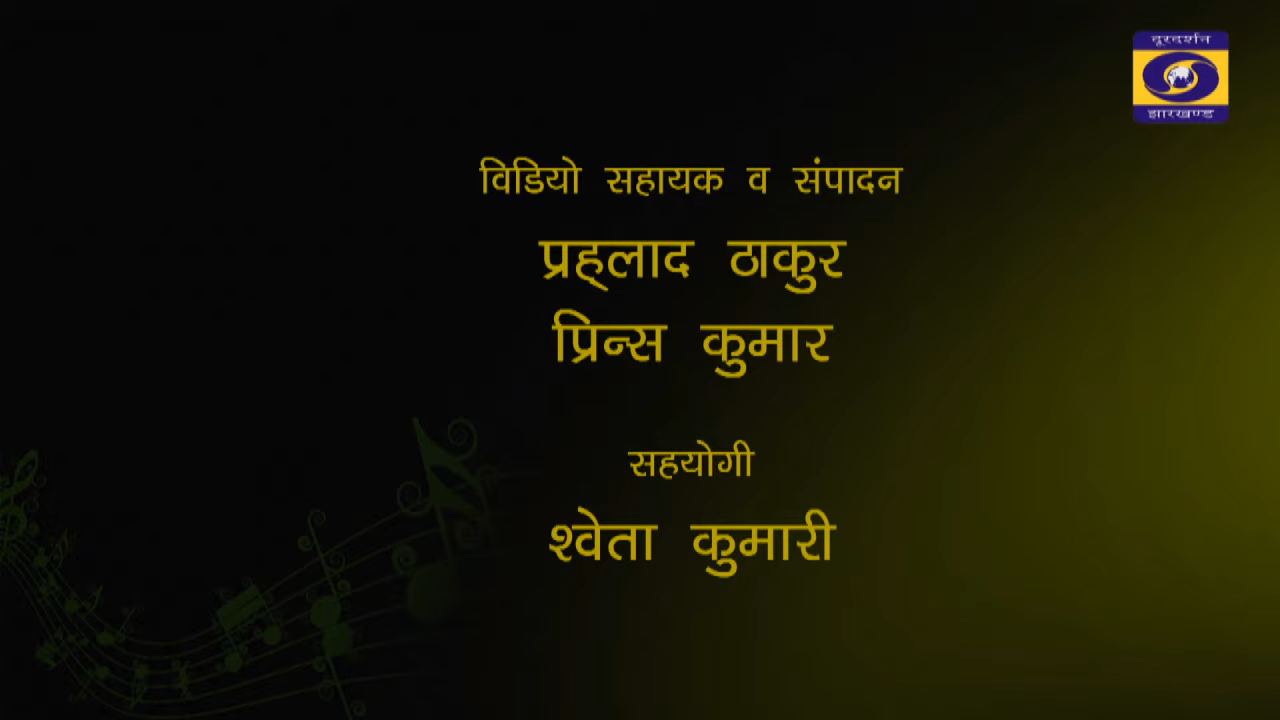 दूरदर्शन
झारखण्ड
विडियो सहायक व संपादन
प्रह्लाद ठाकुर
प्रिन्स कुमार
सहयोगी
श्वेता कुमारी